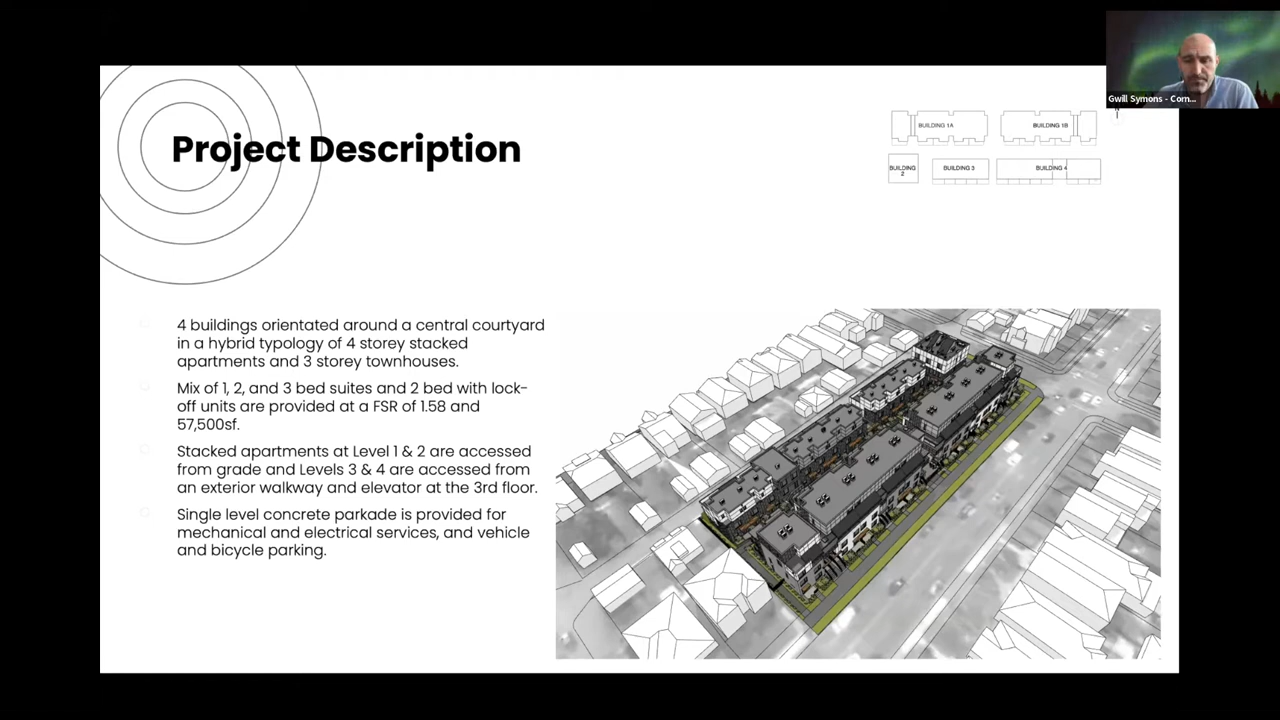 Gwill Symons - Corn...
Project Description
BUILDING 1A
BUILDING 1B
BUILDING
2
BUILDING 3
BUILDING 4
4 buildings orientated around a central courtyard
in a hybrid typology of 4 storey stacked
apartments and 3 storey townhouses.
Mix of 1, 2, and 3 bed suites and 2 bed with lock-
off units are provided at a FSR of 1.58 and
57,500sf.
Stacked apartments at Level 1 & 2 are accessed
from grade and Levels 3 & 4 are accessed from
an exterior walkway and elevator at the 3rd floor.
Single level concrete parkade is provided for
mechanical and electrical services, and vehicle
and bicycle parking.